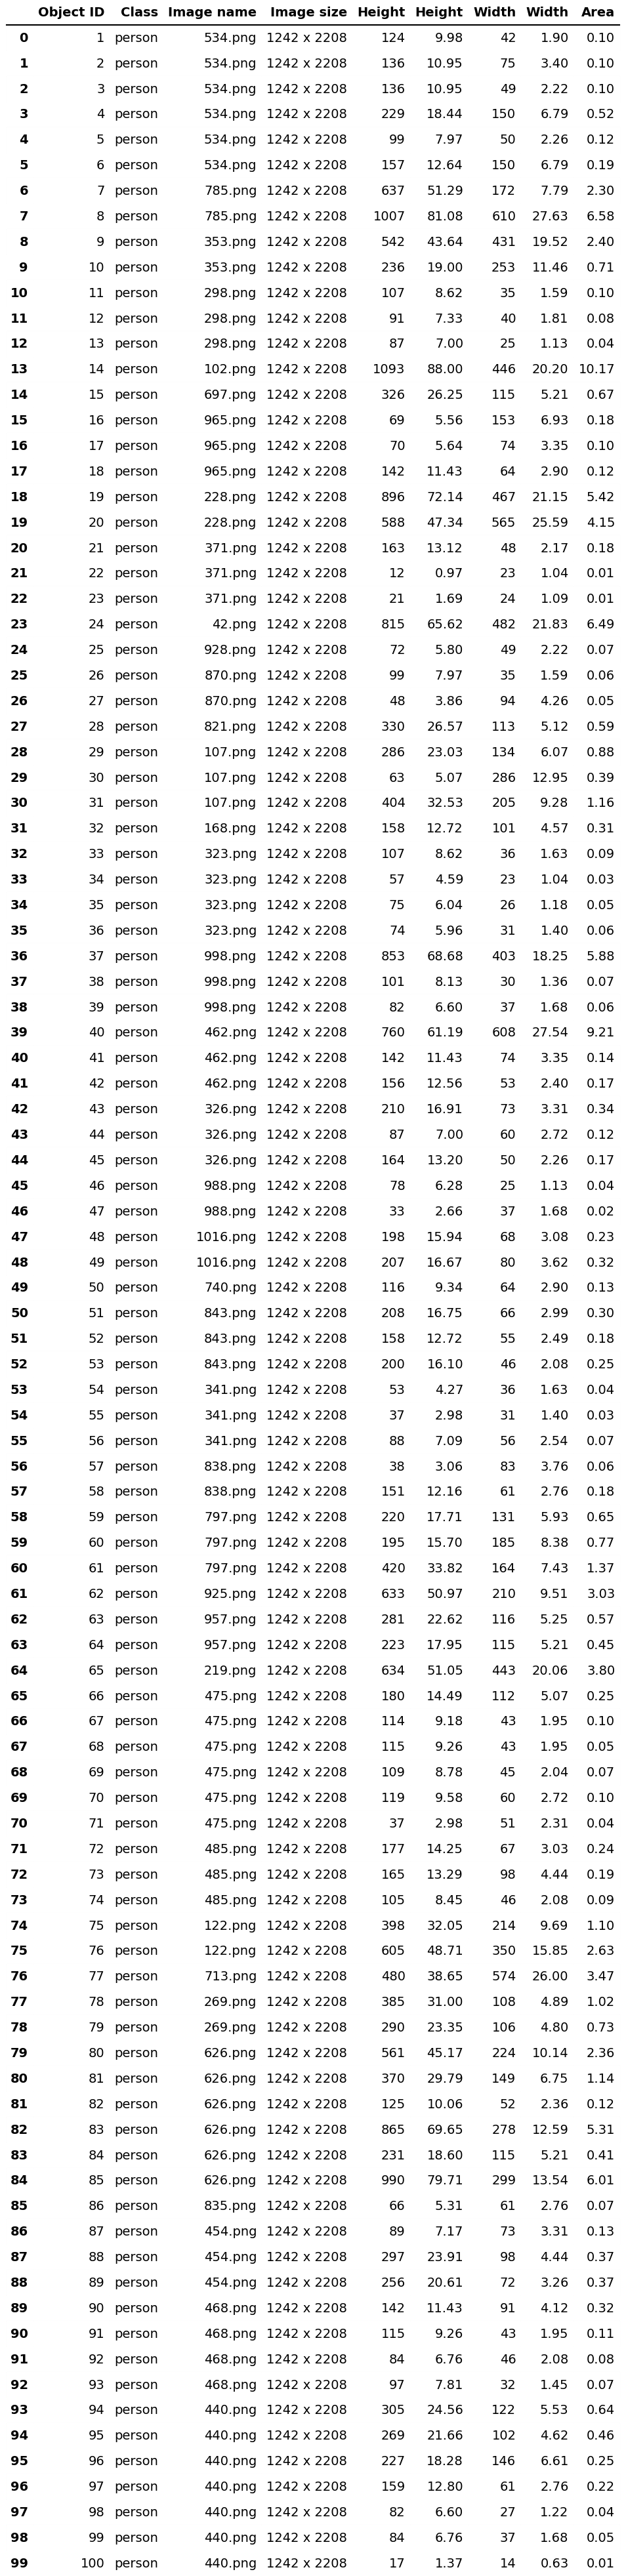 Object ID Class Image name Image size Height Height Width Width Area
0 1 person 534.png 1242 x 2208 124 9.98 42 1.90 0.10
1 2 person 534.png 1242 x 2208 136 10.95 75 3.40 0.10
2 3 person 534.png 1242 x 2208 136 10.95 49 2.22 0.10
3 4 person 534.png 1242 x 2208 229 18.44 150 6.79 0.52
4 5 person 534.png 1242 x 2208 99 7.97 50 2.26 0.12
5 6 person 534.png 1242 x 2208 157 12.64 150 6.79 0.19
6 7 person 785.png 1242 x 2208 637 51.29 172 7.79 2.30
7 8 person 785.png 1242 x 2208 1007 81.08 610 27.63 6.58
8 9 person 353.png 1242 x 2208 542 43.64 431 19.52 2.40
9 10 person 353.png 1242 x 2208 236 19.00 253 11.46 0.71
10 11 person 298.png 1242 x 2208 107 8.62 35 1.59 0.10
11 12 person 298.png 1242 x 2208 91 7.33 40 1.81 0.08
12 13 person 298.png 1242 x 2208 87 7.00 25 1.13 0.04
13 14 person 102.png 1242 x 2208 1093 88.00 446 20.20 10.17
14 15 person 697.png 1242 x 2208 326 26.25 115 5.21 0.67
15 16 person 965.png 1242 x 2208 69 5.56 153 6.93 0.18
16 17 person 965.png 1242 x 2208 70 5.64 74 3.35 0.10
17 18 person 965.png 1242 x 2208 142 11.43 64 2.90 0.12
18 19 person 228.png 1242 x 2208 896 72.14 467 21.15 5.42
19 20 person 228.png 1242 x 2208 588 47.34 565 25.59 4.15
20 21 person 371.png 1242 x 2208 163 13.12 48 2.17 0.18
21 22 person 371.png 1242 x 2208 12 0.97 23 1.04 0.01
22 23 person 371.png 1242 x 2208 21 1.69 24 1.09 0.01
23 24 person 42.png 1242 x 2208 815 65.62 482 21.83 6.49
24 25 person 928.png 1242 x 2208 72 5.80 49 2.22 0.07
25 26 person 870.png 1242 x 2208 99 7.97 35 1.59 0.06
26 27 person 870.png 1242 x 2208 48 3.86 94 4.26 0.05
27 28 person 821.png 1242 x 2208 330 26.57 113 5.12 0.59
28 29 person 107.png 1242 x 2208 286 23.03 134 6.07 0.88
29 30 person 107.png 1242 x 2208 63 5.07 286 12.95 0.39
30 31 person 107.png 1242 x 2208 404 32.53 205 9.28 1.16
31 32 person 168.png 1242 x 2208 158 12.72 101 4.57 0.31
32 33 person 323.png 1242 x 2208 107 8.62 36 1.63 0.09
33 34 person 323.png 1242 x 2208 57 4.59 23 1.04 0.03
34 35 person 323.png 1242 x 2208 75 6.04 26 1.18 0.05
35 36 person 323.png 1242 x 2208 74 5.96 31 1.40 0.06
36 37 person 998.png 1242 x 2208 853 68.68 403 18.25 5.88
37 38 person 998.png 1242 x 2208 101 8.13 30 1.36 0.07
38 39 person 998.png 1242 x 2208 82 6.60 37 1.68 0.06
39 40 person 462.png 1242 x 2208 760 61.19 608 27.54 9.21
40 41 person 462.png 1242 x 2208 142 11.43 74 3.35 0.14
41 42 person 462.png 1242 x 2208 156 12.56 53 2.40 0.17
42 43 person 326.png 1242 x 2208 210 16.91 73 3.31 0.34
43 44 person 326.png 1242 x 2208 87 7.00 60 2.72 0.12
44 45 person 326.png 1242 x 2208 164 13.20 50 2.26 0.17
45 46 person 988.png 1242 x 2208 78 6.28 25 1.13 0.04
46 47 person 988.png 1242 x 2208 33 2.66 37 1.68 0.02
47 48 person 1016.png 1242 x 2208 198 15.94 68 3.08 0.23
48 49 person 1016.png 1242 x 2208 207 16.67 80 3.62 0.32
49 50 person 740.png 1242 x 2208 116 9.34 64 2.90 0.13
50 51 person 843.png 1242 x 2208 208 16.75 66 2.99 0.30
51 52 person 843.png 1242 x 2208 158 12.72 55 2.49 0.18
52 53 person 843.png 1242 x 2208 200 16.10 46 2.08 0.25
53 54 person 341.png 1242 x 2208 53 4.27 36 1.63 0.04
54 55 person 341.png 1242 x 2208 37 2.98 31 1.40 0.03
55 56 person 341.png 1242 x 2208 88 7.09 56 2.54 0.07
56 57 person 838.png 1242 x 2208 38 3.06 83 3.76 0.06
57 58 person 838.png 1242 x 2208 151 12.16 61 2.76 0.18
58 59 person 797.png 1242 x 2208 220 17.71 131 5.93 0.65
59 60 person 797.png 1242 x 2208 195 15.70 185 8.38 0.77
60 61 person 797.png 1242 x 2208 420 33.82 164 7.43 1.37
61 62 person 925.png 1242 x 2208 633 50.97 210 9.51 3.03
62 63 person 957.png 1242 x 2208 281 22.62 116 5.25 0.57
63 64 person 957.png 1242 x 2208 223 17.95 115 5.21 0.45
64 65 person 219.png 1242 x 2208 634 51.05 443 20.06 3.80
65 66 person 475.png 1242 x 2208 180 14.49 112 5.07 0.25
66 67 person 475.png 1242 x 2208 114 9.18 43 1.95 0.10
67 68 person 475.png 1242 x 2208 115 9.26 43 1.95 0.05
68 69 person 475.png 1242 x 2208 109 8.78 45 2.04 0.07
69 70 person 475.png 1242 x 2208 119 9.58 60 2.72 0.10
70 71 person 475.png 1242 x 2208 37 2.98 51 2.31 0.04
71 72 person 485.png 1242 x 2208 177 14.25 67 3.03 0.24
72 73 person 485.png 1242 x 2208 165 13.29 98 4.44 0.19
73 74 person 485.png 1242 x 2208 105 8.45 46 2.08 0.09
74 75 person 122.png 1242 x 2208 398 32.05 214 9.69 1.10
75 76 person 122.png 1242 x 2208 605 48.71 350 15.85 2.63
76 77 person 713.png 1242 x 2208 480 38.65 574 26.00 3.47
77 78 person 269.png 1242 x 2208 385 31.00 108 4.89 1.02
78 79 person 269.png 1242 x 2208 290 23.35 106 4.80 0.73
79 80 person 626.png 1242 x 2208 561 45.17 224 10.14 2.36
80 81 person 626.png 1242 x 2208 370 29.79 149 6.75 1.14
81 82 person 626.png 1242 x 2208 125 10.06 52 2.36 0.12
82 83 person 626.png 1242 x 2208 865 69.65 278 12.59 5.31
83 84 person 626.png 1242 x 2208 231 18.60 115 5.21 0.41
84 85 person 626.png 1242 x 2208 990 79.71 299 13.54 6.01
85 86 person 835.png 1242 x 2208 66 5.31 61 2.76 0.07
86 87 person 454.png 1242 x 2208 89 7.17 73 3.31 0.13
87 88 person 454.png 1242 x 2208 297 23.91 98 4.44 0.37
88 89 person 454.png 1242 x 2208 256 20.61 72 3.26 0.37
89 90 person 468.png 1242 x 2208 142 11.43 91 4.12 0.32
90 91 person 468.png 1242 x 2208 115 9.26 43 1.95 0.11
91 92 person 468.png 1242 x 2208 84 6.76 46 2.08 0.08
92 93 person 468.png 1242 x 2208 97 7.81 32 1.45 0.07
93 94 person 440.png 1242 x 2208 305 24.56 122 5.53 0.64
94 95 person 440.png 1242 x 2208 269 21.66 102 4.62 0.46
95 96 person 440.png 1242 x 2208 227 18.28 146 6.61 0.25
96 97 person 440.png 1242 x 2208 159 12.80 61 2.76 0.22
97 98 person 440.png 1242 x 2208 82 6.60 27 1.22 0.04
98 99 person 440.png 1242 x 2208 84 6.76 37 1.68 0.05
99 100 person 440.png 1242 x 2208 17 1.37 14 0.63 0.01